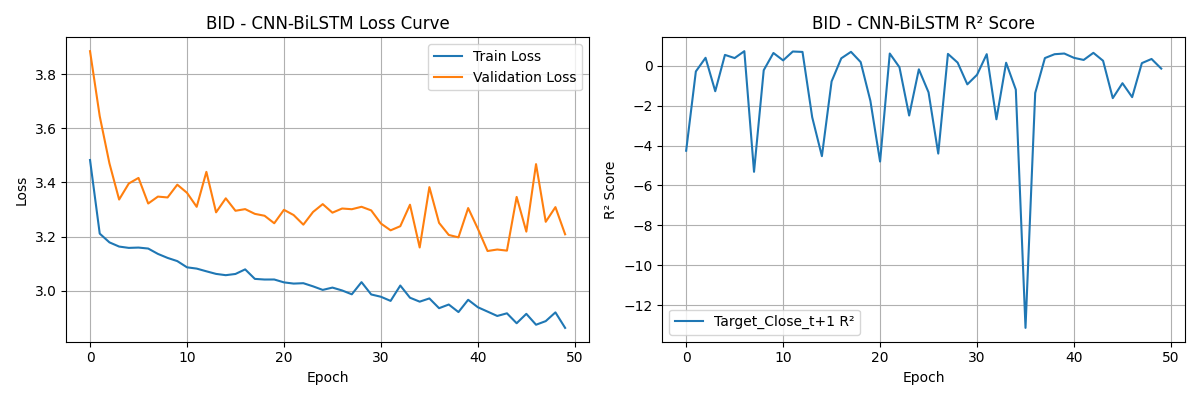 BID - CNN-BiLSTM Loss Curve
Train Loss
Validation Loss
3.8
3.6
3.4
3.2
3.0
Loss
0
10
20
30
40
50
Epoch
BID - CNN-BiLSTM R² Score
0
−2
−4
−6
−8
−10
−12
R² Score
Target_Close_t+1 R²
0
10
20
30
40
50
Epoch